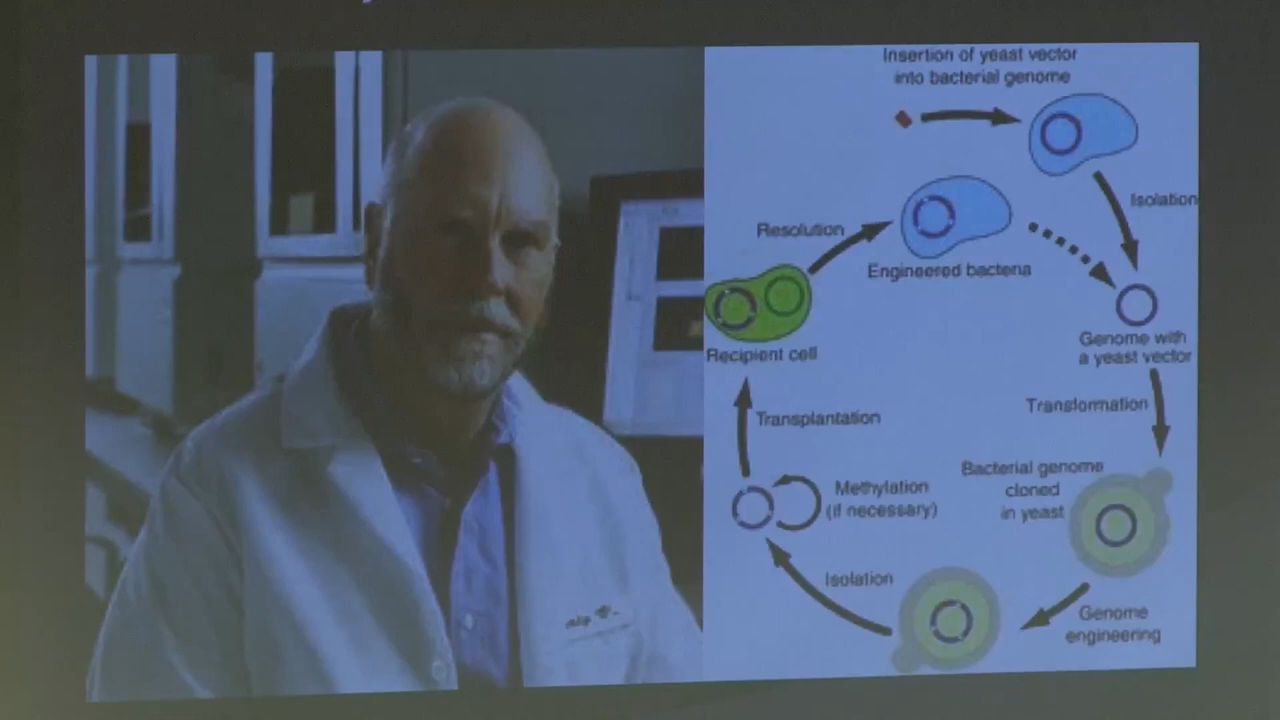 Insertion of yeast vector
into bacterial genome
Isolation
Resolution
Engineered bacteria
Genome with
a yeast vector
Recipient cell
Transformation
Transplantation
Bacterial genome
cloned
in yeast
Methylation
(if necessary)
Isolation
Genome
engineering